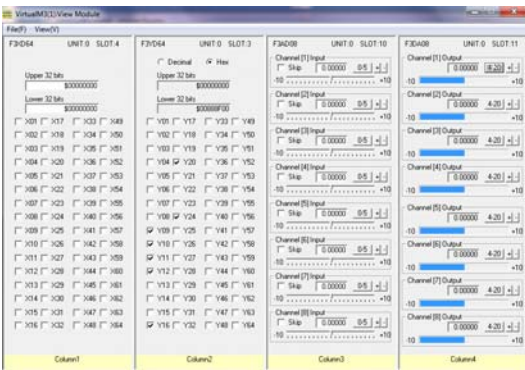 VirtualM3(1):View Module
File(F) View(V)
F3XD64 UNIT:0 SLOT:4
Upper 32 bits
$00000000
Lower 32 bits
$00000000
X01 X17 X33 X49
X02 X18 X34 X50
X03 X19 X35 X51
X04 X20 X36 X52
X05 X21 X37 X53
X06 X22 X38 X54
X07 X23 X39 X55
X08 X24 X40 X56
X09 X25 X41 X57
X10 X26 X42 X58
X11 X27 X43 X59
X12 X28 X44 X60
X13 X29 X45 X61
X14 X30 X46 X62
X15 X31 X47 X63
X16 X32 X48 X64
Column1
F3YD64 UNIT:0 SLOT:3
Decimal Hex
Upper 32 bits
$00000000
Lower 32 bits
Y01 Y17 Y33 Y49
Y02 Y18 Y34 Y50
Y03 Y19 Y35 Y51
Y04 Y20 Y36 Y52
Y05 Y21 Y37 Y53
Y06 Y22 Y38 Y54
Y07 Y23 Y39 Y55
Y08 Y24 Y40 Y56
Y09 Y25 Y41 Y57
Y10 Y26 Y42 Y58
Y11 Y27 Y43 Y59
Y12 Y28 Y44 Y60
Y13 Y29 Y45 Y61
Y14 Y30 Y46 Y62
Y15 Y31 Y47 Y63
Y16 Y32 Y48 Y64
Column2
F3AD08 UNIT:0 SLOT:10
Channel [1] Input
Skip 0.00000 0-5 + -
-10 +10
Channel [2] Input
Skip 0.00000 0-5 + -
-10 +10
Channel [3] Input
Skip 0.00000 0-5 + -
-10 +10
Channel [4] Input
Skip 0.00000 0-5 + -
-10 +10
Channel [5] Input
Skip 0.00000 0-5 + -
-10 +10
Channel [6] Input
Skip 0.00000 0-5 + -
-10 +10
Channel [7] Input
Skip 0.00000 0-5 + -
-10 +10
Channel [8] Input
Skip 0.00000 0-5 + -
-10 +10
Column3
F3DA08 UNIT:0 SLOT:11
Channel [1] Output
0.00000 4-20 + -
-10 +10
Channel [2] Output
0.00000 4-20 + -
-10 +10
Channel [3] Output
0.00000 4-20 + -
-10 +10
Channel [4] Output
0.00000 4-20 + -
-10 +10
Channel [5] Output
0.00000 4-20 + -
-10 +10
Channel [6] Output
0.00000 4-20 + -
-10 +10
Channel [7] Output
0.00000 4-20 + -
-10 +10
Channel [8] Output
0.00000 4-20 + -
-10 +10
Column4